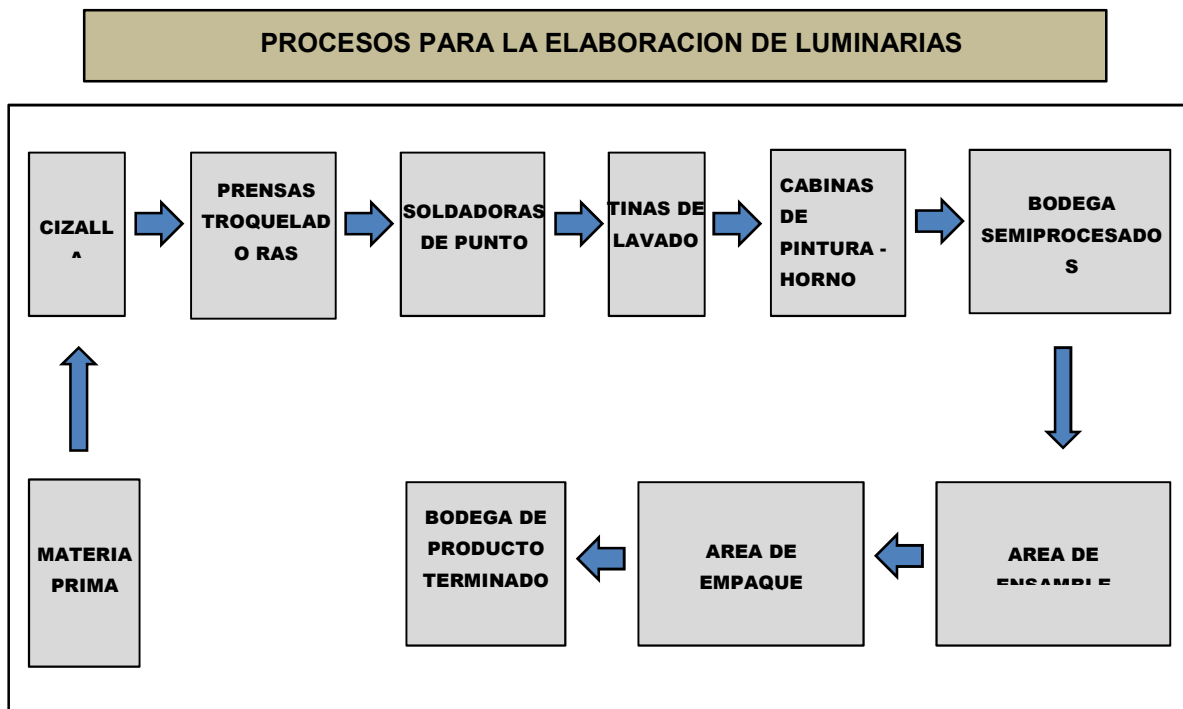 PROCESOS PARA LA ELABORACION DE LUMINARIAS
CIZALL
A
PRENSAS
TROQUELAD
O RAS
SOLDADORAS
DE PUNTO
TINAS DE
LAVADO
CABINAS
DE
PINTURA -
HORNO
BODEGA
SEMIPROCESADO
S
MATERIA
PRIMA
BODEGA DE
PRODUCTO
TERMINADO
AREA DE
EMPAQUE
AREA DE
ENSAMBLE